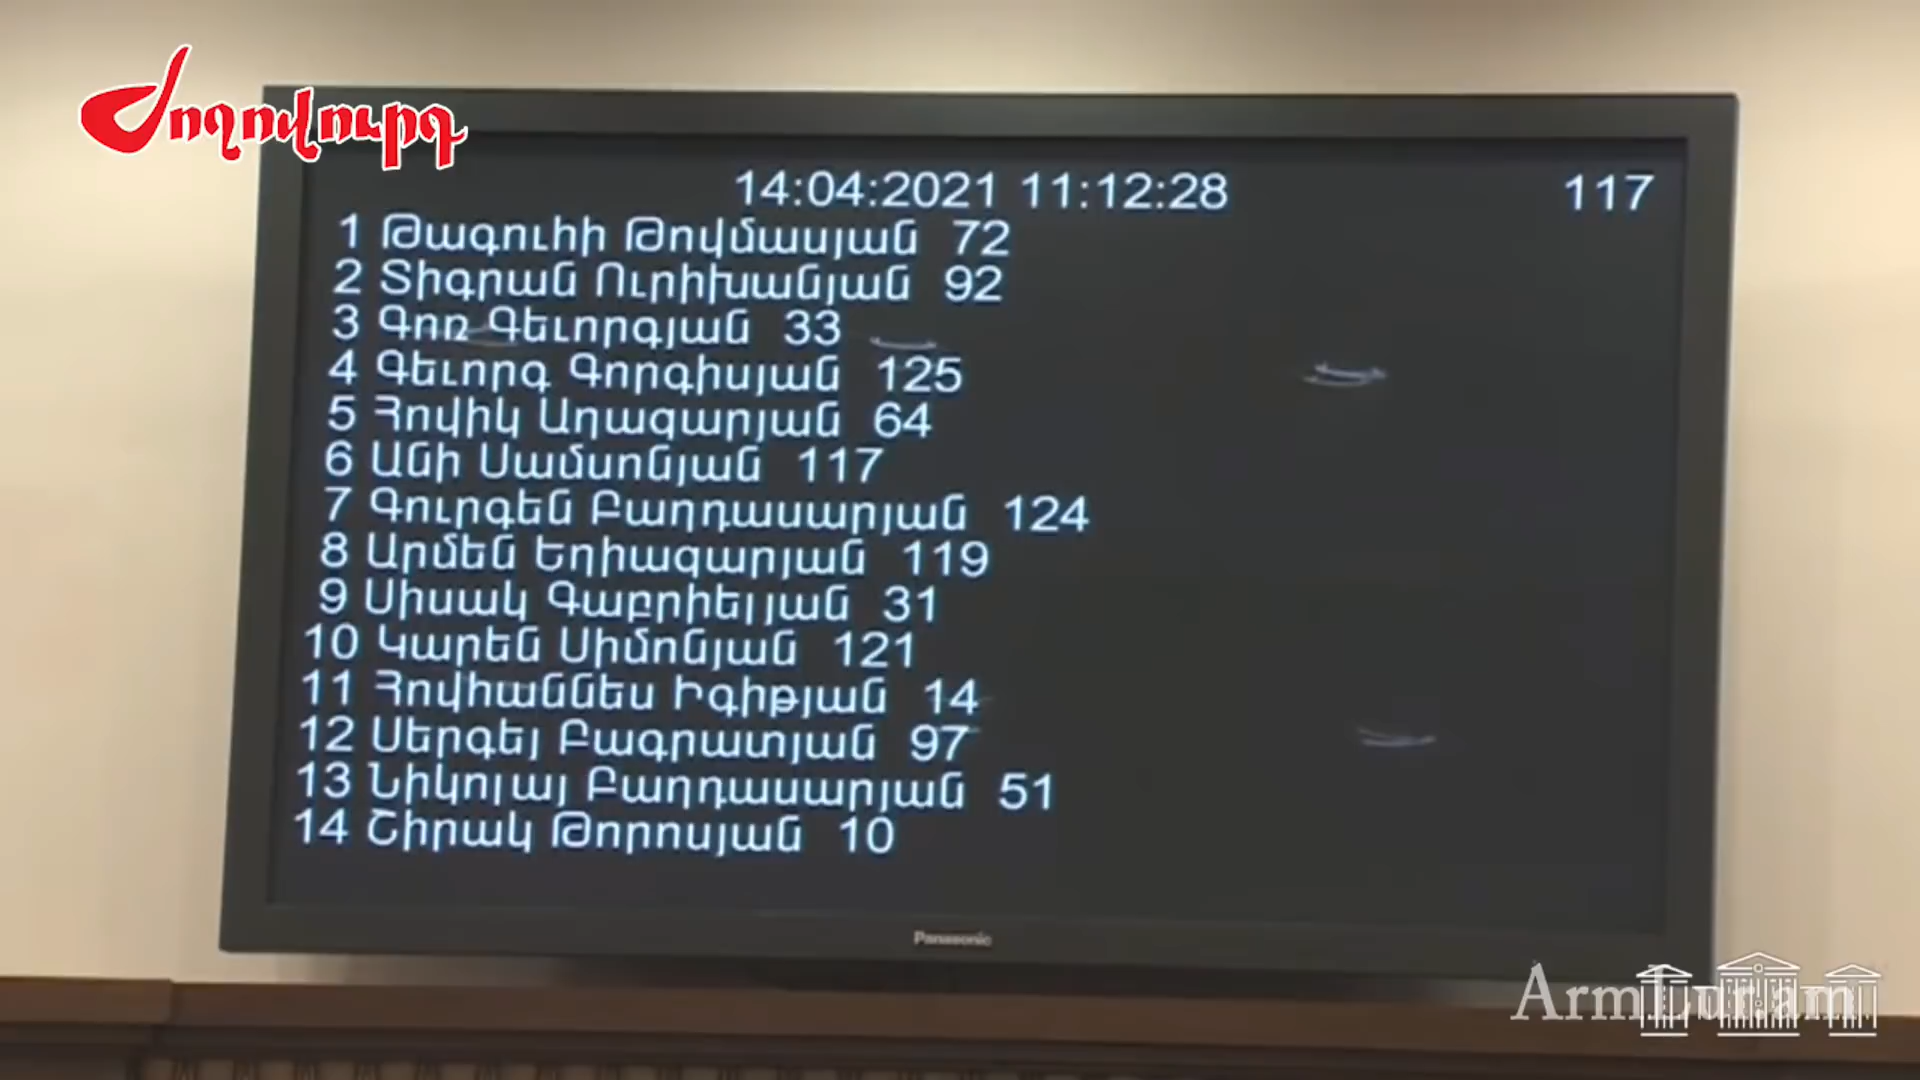 Ժողովուրդ
14:04:2021 11:12:28 117
1 Թագուհի Թովմասյան 72
2 Տիգրան Ուրիխանյան 92
3 Գոռ Գեւորգյան 33
4 Գեւորգ Գորգիսյան 125
5 Հովիկ Աղազարյան 64
6 Անի Սամսոնյան 117
7 Գուրգեն Բաղդասարյան 124
8 Արմեն Եղիազարյան 119
9 Սիսակ Գաբրիելյան 31
10 Կարեն Սիմոնյան 121
11 Հովհաննես Իգիթյան 14
12 Սերգեյ Բագրատյան 97
13 Նիկոլայ Բաղդասարյան 51
14 Շիրակ Թորոսյան 10
Panasonic
ArmLur.am